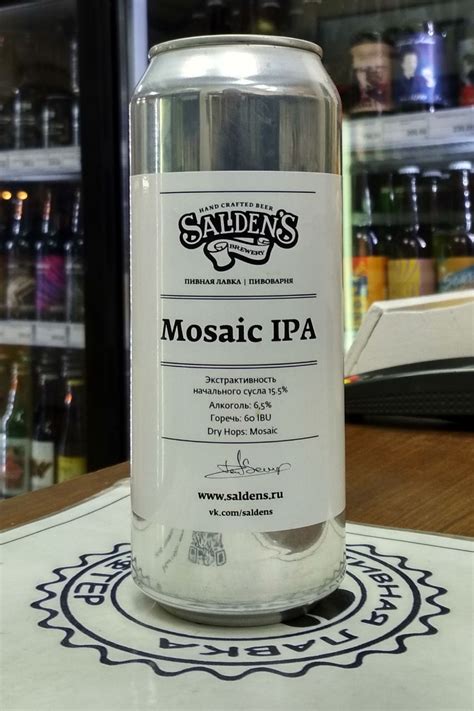 HAND CRAFTED BEER
SALDEN'S
BREWERY
ПИВНАЯ ЛАВКА | ПИВОВАРНЯ
Mosaic IPA
Экстрактивность
начального сусла 15.5%
Алкоголь: 6,5%
Горечь: 60 IBU
Dry Hops: Mosaic
www.saldens.ru
vk.com/saldens
ЛАВКА